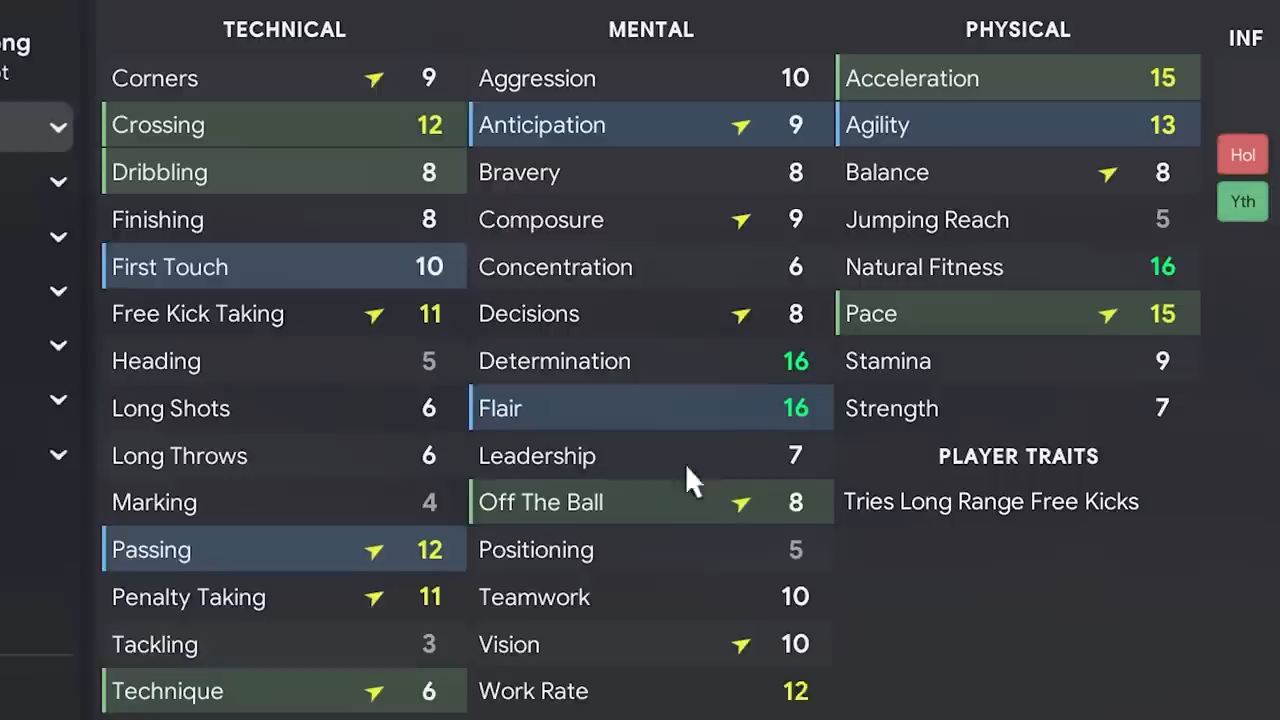 TECHNICAL MENTAL PHYSICAL
ong
INF
Corners 9 Aggression 10 Acceleration 15
Crossing 12 Anticipation 9 Agility 13
Hol
Dribbling 8 Bravery 8 Balance 8
Yth
Finishing 8 Composure 9 Jumping Reach 5
First Touch 10 Concentration 6 Natural Fitness 16
Free Kick Taking 11 Decisions 8 Pace 15
Heading 5 Determination 16 Stamina 9
Long Shots 6 Flair 16 Strength 7
Long Throws 6 Leadership 7 PLAYER TRAITS
Marking 4 Off The Ball 8 Tries Long Range Free Kicks
Passing 12 Positioning 5
Penalty Taking 11 Teamwork 10
Tackling 3 Vision 10
Technique 6 Work Rate 12